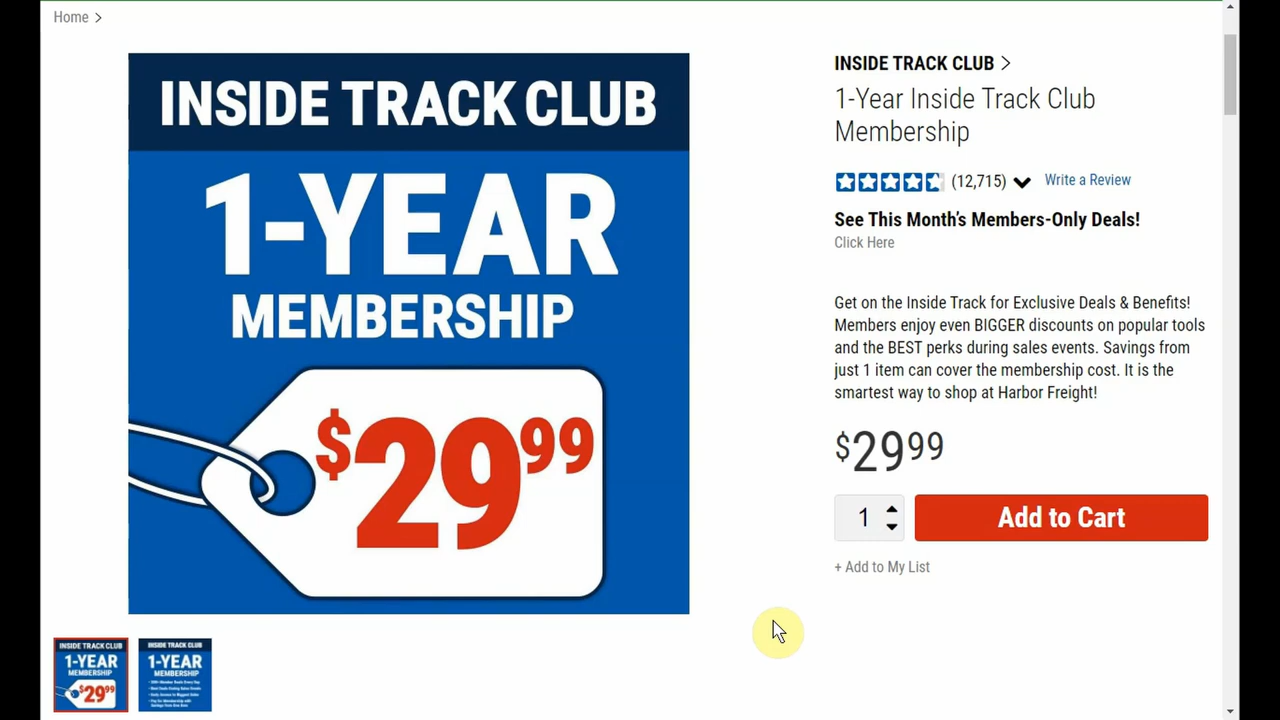 Home >
INSIDE TRACK CLUB
1-YEAR
MEMBERSHIP
$29 99
INSIDE TRACK CLUB >
1-Year Inside Track Club
Membership
(12,715) Write a Review
See This Month's Members-Only Deals!
Click Here
Get on the Inside Track for Exclusive Deals & Benefits!
Members enjoy even BIGGER discounts on popular tools
and the BEST perks during sales events. Savings from
just 1 item can cover the membership cost. It is the
smartest way to shop at Harbor Freight!
$29 99
1 Add to Cart
+ Add to My List
INSIDE TRACK CLUB
1-YEAR
MEMBERSHIP
$29 99
INSIDE TRACK CLUB
1-YEAR
MEMBERSHIP